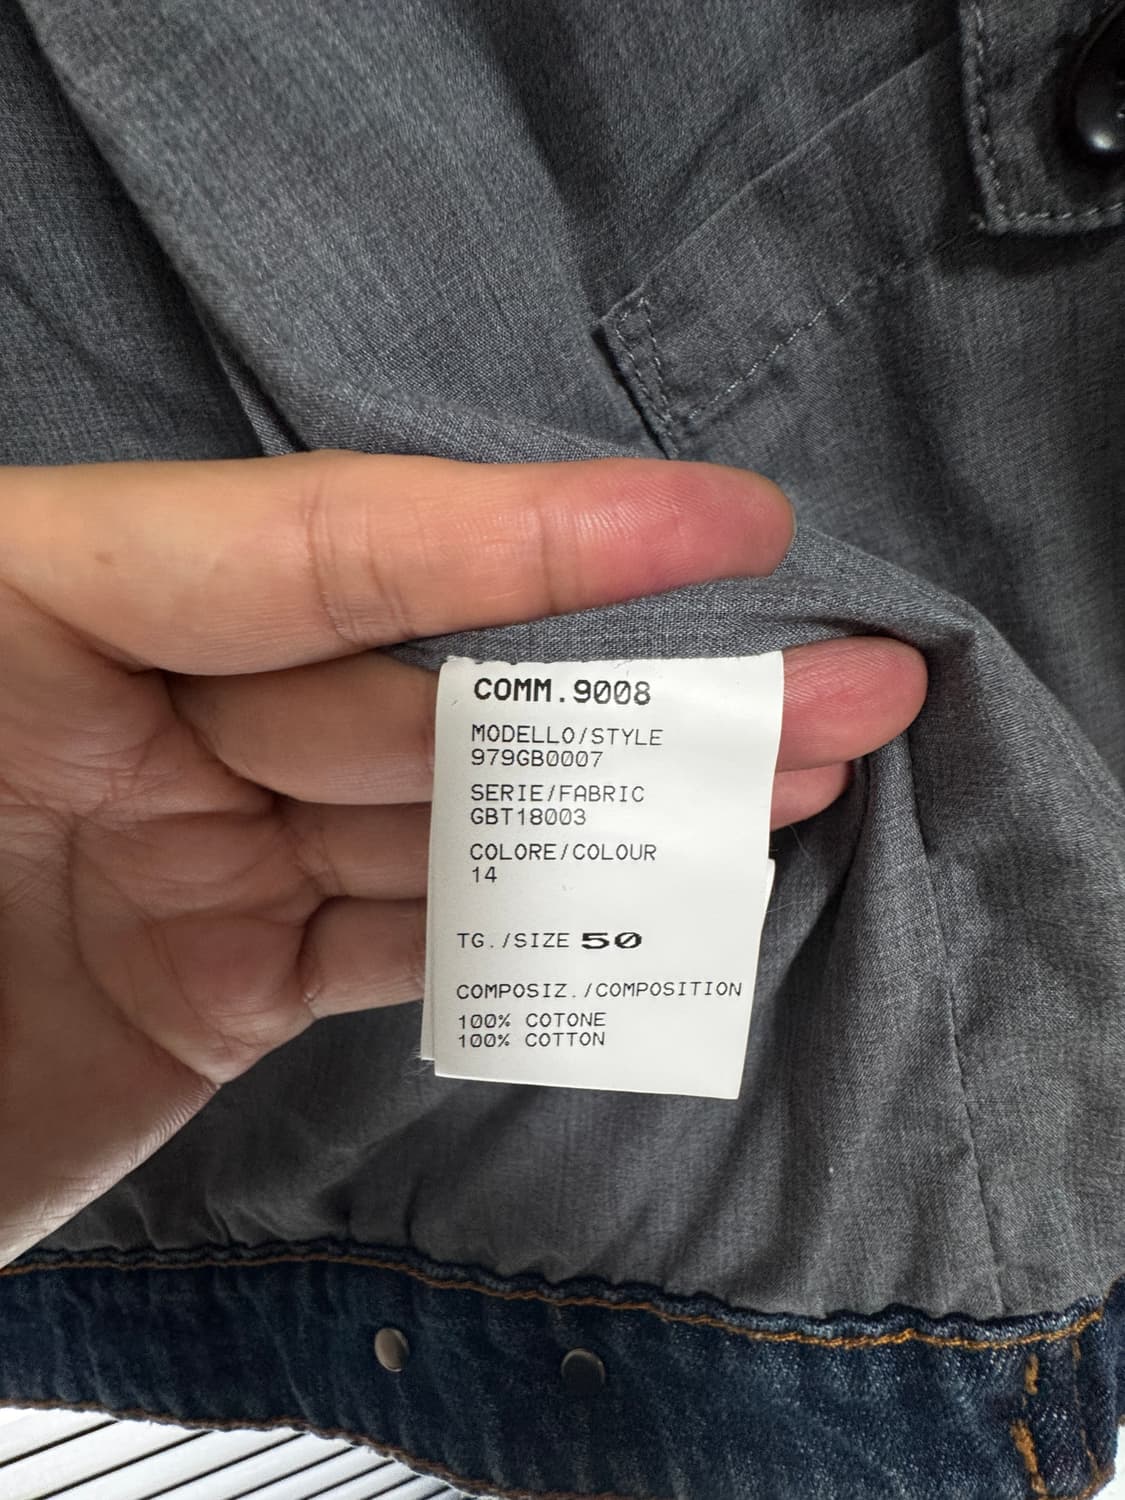 COMM.9008
MODELLO/STYLE
979GB0007
SERIE/FABRIC
GBT18003
COLORE/COLOUR
14
TG./SIZE 50
COMPOSIZ./COMPOSITION
100% COTONE
100% COTTON